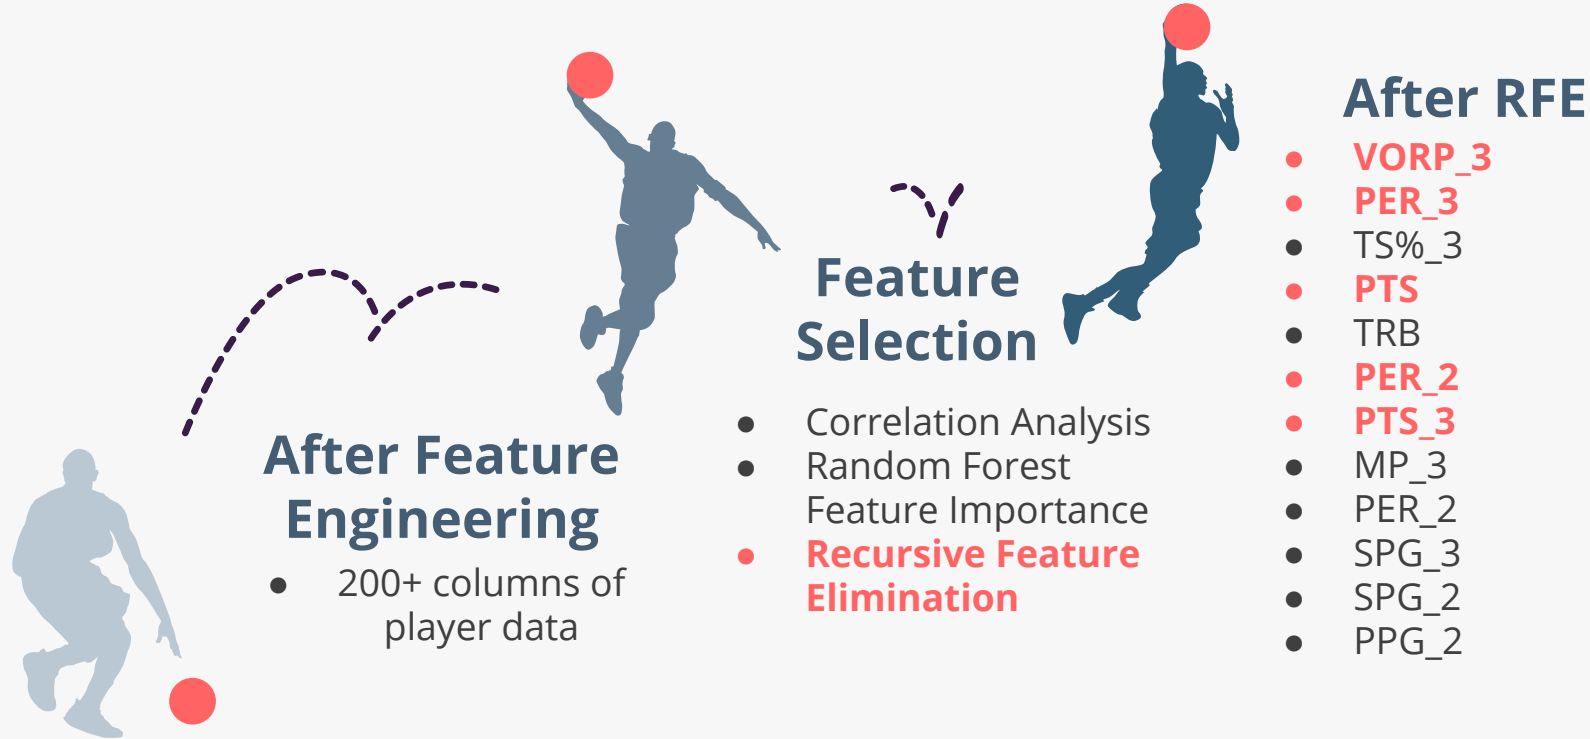 After Feature
Engineering
● 200+ columns of
player data
Feature
Selection
● Correlation Analysis
● Random Forest
Feature Importance
● Recursive Feature
Elimination
After RFE
● VORP_3
● PER_3
● TS%_3
● PTS
● TRB
● PER_2
● PTS_3
● MP_3
● PER_2
● SPG_3
● SPG_2
● PPG_2